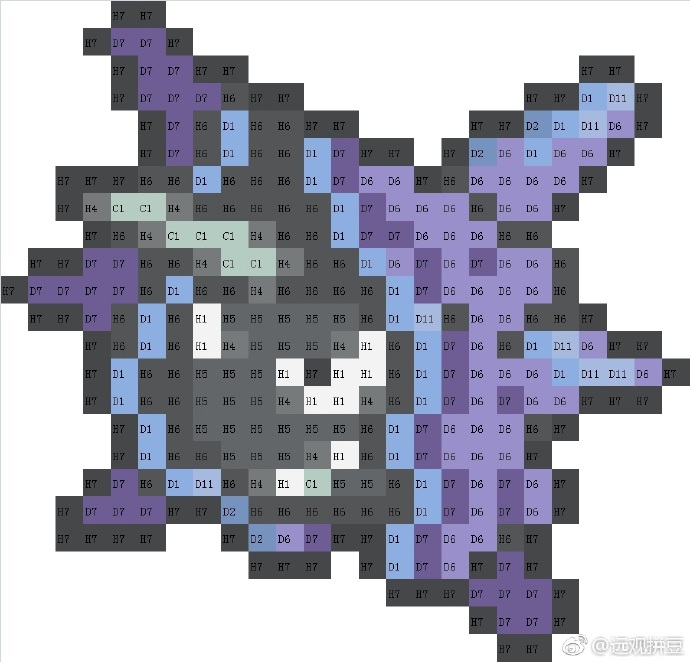 H7 H7
H7 D7 D7 H7
H7 D7 D7 H7 H7 H7 H7
H7 D7 D7 D7 H6 H7 H7 H7 H7 D1 D11 H7
H7 D7 H6 D1 H6 H6 H7 H7 H7 H7 D2 D1 D11 D6 H7
H7 D7 H6 D1 H6 H6 D1 D7 H7 H7 H7 D2 D6 D1 D6 D6 H7
H7 H7 H7 H6 H6 D1 H6 H6 H6 D1 D7 D6 D6 H7 H6 D6 D6 D6 D6 H7
H7 H4 C1 C1 H4 H6 H6 H6 H6 H6 D1 D7 D6 D6 D6 H6 D6 D6 H7
H7 H6 H4 C1 C1 C1 H4 H6 H6 D1 D7 D7 D6 D6 D6 H6 H6
H7 H7 D7 D7 H6 H6 H4 C1 C1 H4 H6 H6 D1 D6 D7 D6 D7 D6 D6 H6
H7 D7 D7 D7 D7 H6 D1 H6 H6 H4 H6 H6 H6 H6 D1 D7 D6 D6 D6 D6 H6
H7 H7 D7 H6 D1 H6 H1 H5 H5 H5 H5 H5 H6 D1 D11 H6 D6 D6 H6 H6 H6 H7
H7 H6 D1 H6 H1 H4 H5 H5 H5 H4 H1 H6 D1 D7 D6 D6 H6 D1 D11 D6 H7 H7
H7 D1 H6 H6 H5 H5 H5 H1 H7 H1 H1 H6 D1 D7 D6 D6 D6 D6 D1 D11 D11 D6 H7
H7 D1 H6 H6 H5 H5 H5 H4 H1 H1 H4 H6 D1 D7 D6 D7 D6 D6 H7 H7 H7
H7 D1 H6 H5 H5 H5 H5 H5 H5 H6 D1 D7 D6 D6 D6 H6 H7
H7 D1 H6 H5 H5 H5 H5 H4 H1 H6 D1 D7 D6 D6 D6 H7
H7 D7 H6 D1 D11 H6 H4 H1 C1 H5 H5 H6 D1 D7 D6 D7 D6 H7
H7 D7 D7 D7 H7 H7 D2 H6 H6 H6 H6 H6 H6 D1 D7 D6 D7 D6 H7
H7 H7 H7 H7 H7 D2 D6 D7 H7 H7 D1 D7 D6 D6 H6 H7
H7 H7 H7 H7 D1 D7 D6 H7 D7 H7
H7 H7 H7 D7 D7 D7 H7
H7 D7 D7 H7
H7 H7
@远观拼豆